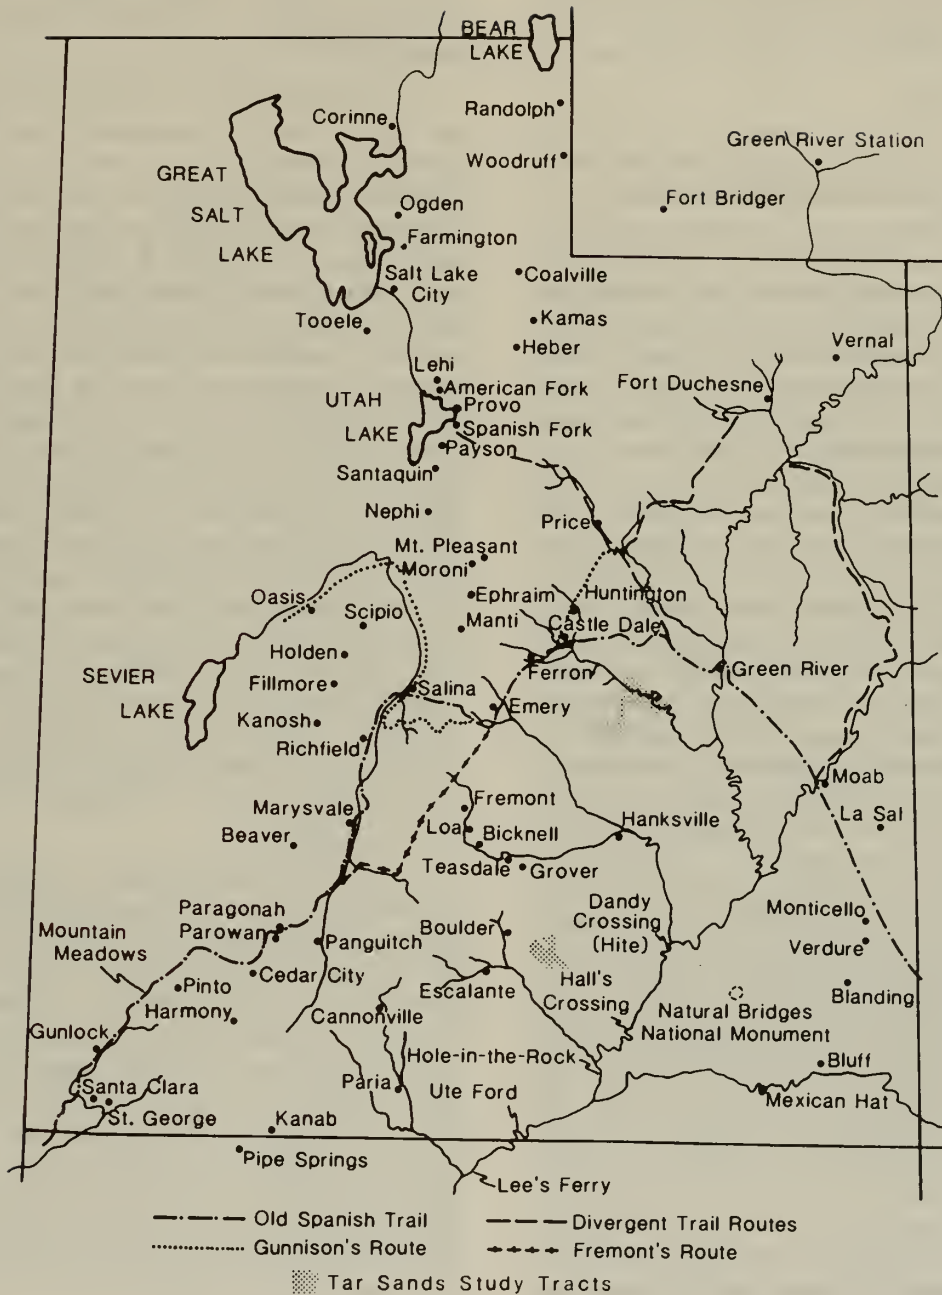 BEAR
LAKE
Corinne
Randolph
Green River Station
Woodruff
GREAT
SALT
LAKE
Fort Bridger
Ogden
Farmington
Salt Lake
City
Coalville
Tooele
Kamas
Heber
Vernal
Lehi
American Fork
Fort Duchesne
UTAH
LAKE
Provo
Spanish Fork
Payson
Santaquin
Nephi
Price
Mt. Pleasant
Moroni
Oasis
Scipio
Ephraim
Huntington
Manti
Castle Dale
Holden
Ferron
Green River
SEVIER
LAKE
Fillmore
Salina
Emery
Kanosh
Richfield
Moab
Marysvale
Fremont
La Sal
Beaver
Loa
Bicknell
Hanksville
Teasdale
Grover
Dandy
Crossing
(Hite)
Paragonah
Parowan
Boulder
Monticello
Mountain
Meadows
Panguitch
Verdure
Pinto
Cedar City
Escalante
Hall's
Crossing
Blanding
Harmony
Cannonville
Natural Bridges
National Monument
Gunlock
Hole-in-the-Rock
Bluff
Santa Clara
Paria
Ute Ford
Mexican Hat
St. George
Kanab
Pipe Springs
Lee's Ferry
Old Spanish Trail
Divergent Trail Routes
Gunnison's Route
Fremont's Route
Tar Sands Study Tracts